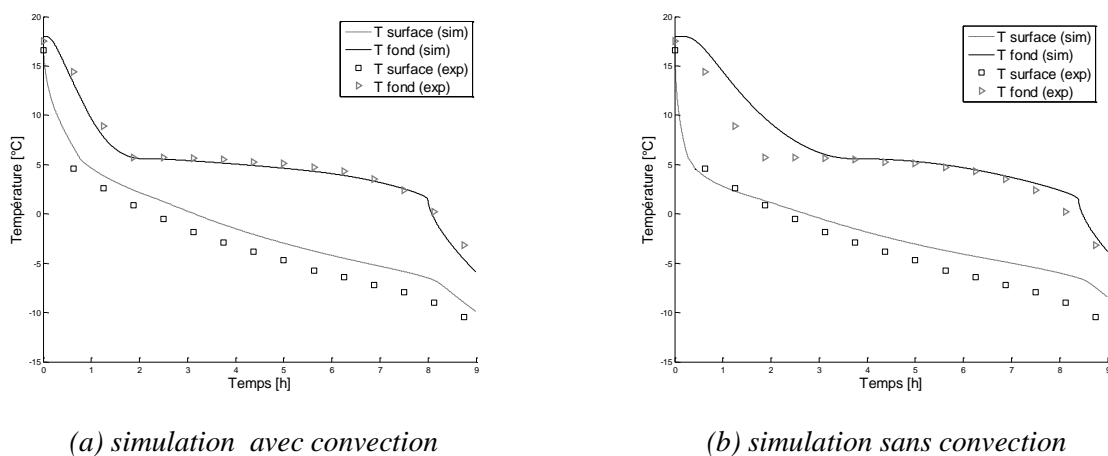 20
15
10
5
0
-5
-10
-15
0 1 2 3 4 5 6 7 8 9
Température [°C]
Temps [h]
T surface (sim)
T fond (sim)
T surface (exp)
T fond (exp)
(a) simulation avec convection
20
15
10
5
0
-5
-10
-15
0 1 2 3 4 5 6 7 8 9
Température [°C]
Temps [h]
T surface (sim)
T fond (sim)
T surface (exp)
T fond (exp)
(b) simulation sans convection